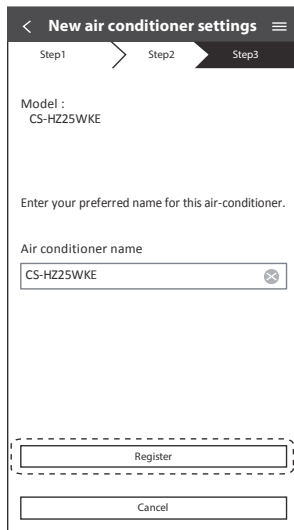 New air conditioner settings
Step1 Step2 Step3
Model :
CS-HZ25WKE
Enter your preferred name for this air-conditioner.
Air conditioner name
CS-HZ25WKE
Register
Cancel